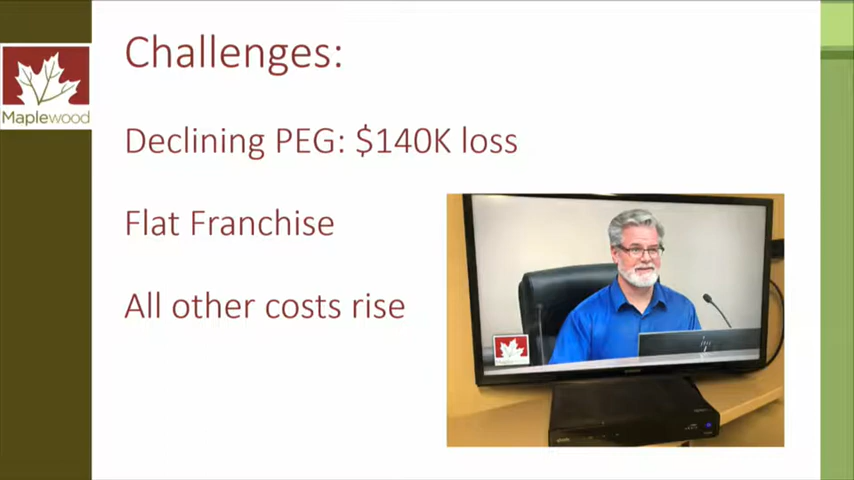 Challenges:
Maplewood
Declining PEG: $140K loss
Flat Franchise
All other costs rise